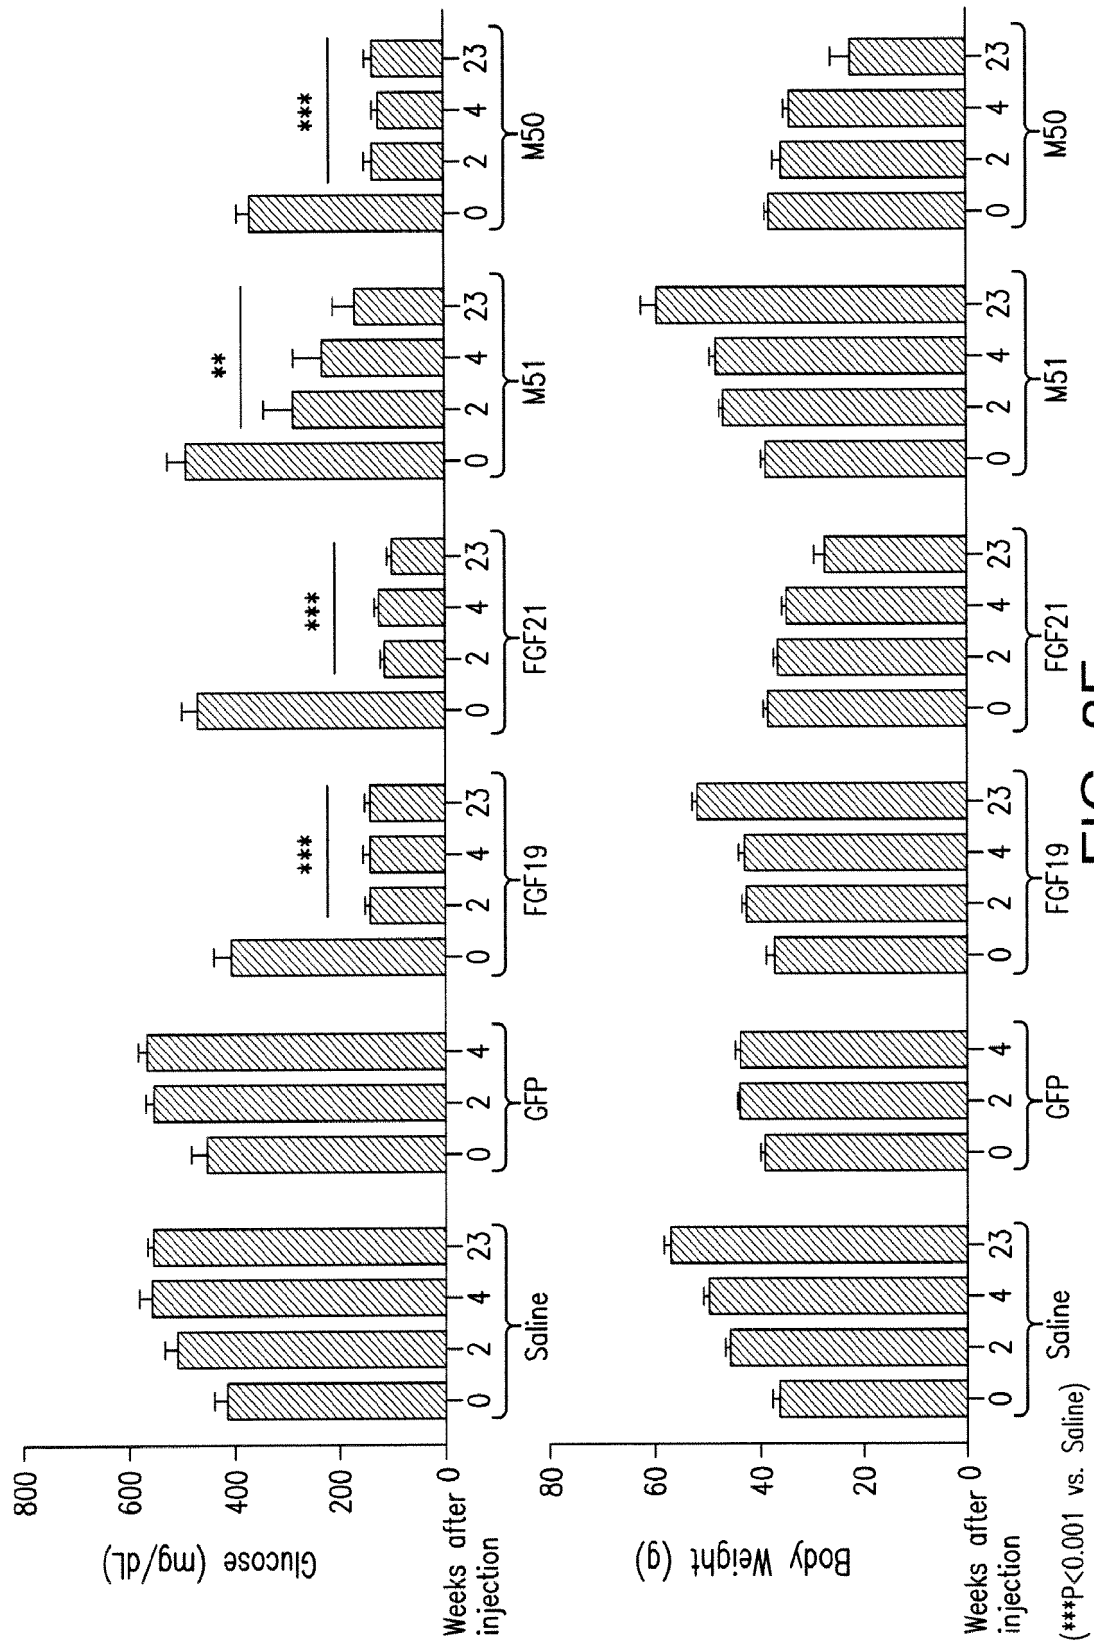 Glucose (mg/dL)
800
600
400
200
0
***
***
**
***
Weeks after
injection
0 2 4 23 0 2 4 0 2 4 23 0 2 4 23 0 2 4 23 0 2 4 23
Saline GFP FGF19 FGF21 M51 M50
Body Weight (g)
80
60
40
20
0
Weeks after
injection
0 2 4 23 0 2 4 0 2 4 23 0 2 4 23 0 2 4 23 0 2 4 23
Saline GFP FGF19 FGF21 M51 M50
(***P<0.001 vs. Saline)
FIG.